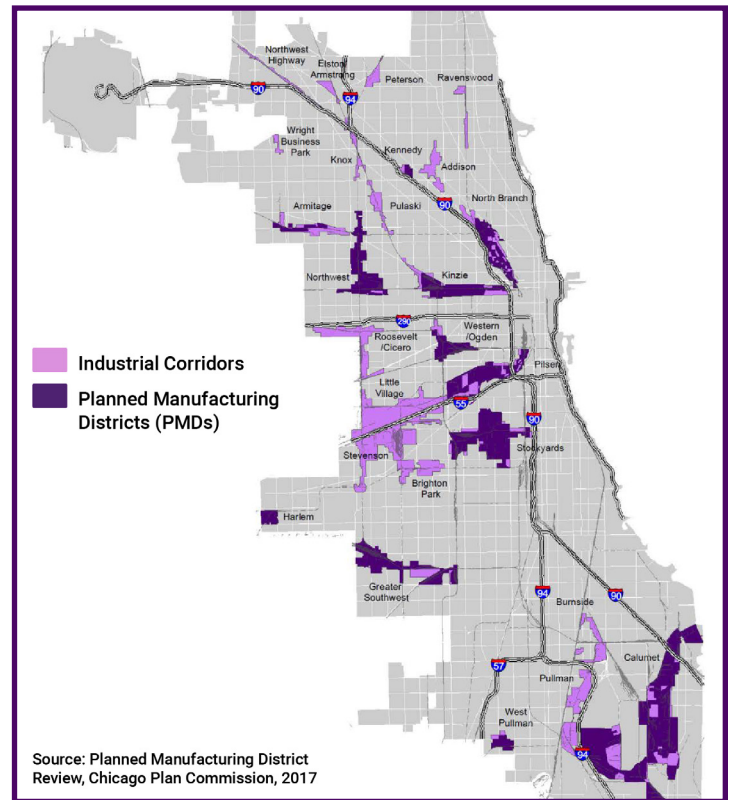 Northwest
Highway
Elston
Armstrong
Peterson
Ravenswood
90
94
Wright
Business
Park
Knox
Kennedy
Addison
Armitage
Pulaski
90
North Branch
Northwest
Kinzie
290
Roosevelt
/Cicero
Western
/Ogden
Industrial Corridors
Planned Manufacturing
Districts (PMDs)
Little
Village
Pilsen
55
90
Stevenson
Stockyards
Brighton
Park
Harlem
Greater
Southwest
94
90
Burnside
57
Calumet
Pullman
West
Pullman
94
Source: Planned Manufacturing District
Review, Chicago Plan Commission, 2017